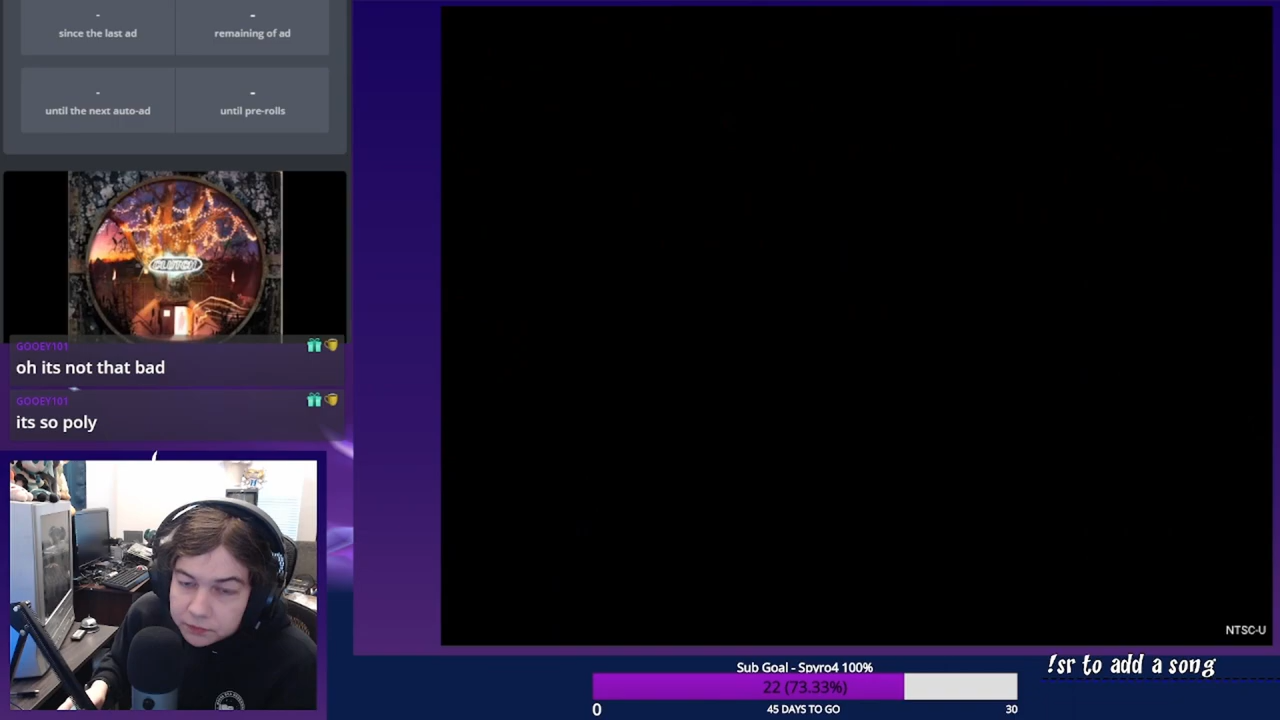 -
-
since the last ad
remaining of ad
-
-
until the next auto-ad
until pre-rolls
GOOEY101
oh its not that bad
GOOEY101
its so poly
NTSC-U
Sub Goal - Spyro4 100%
22 (73.33%)
0
45 DAYS TO GO
30
!sr to add a song